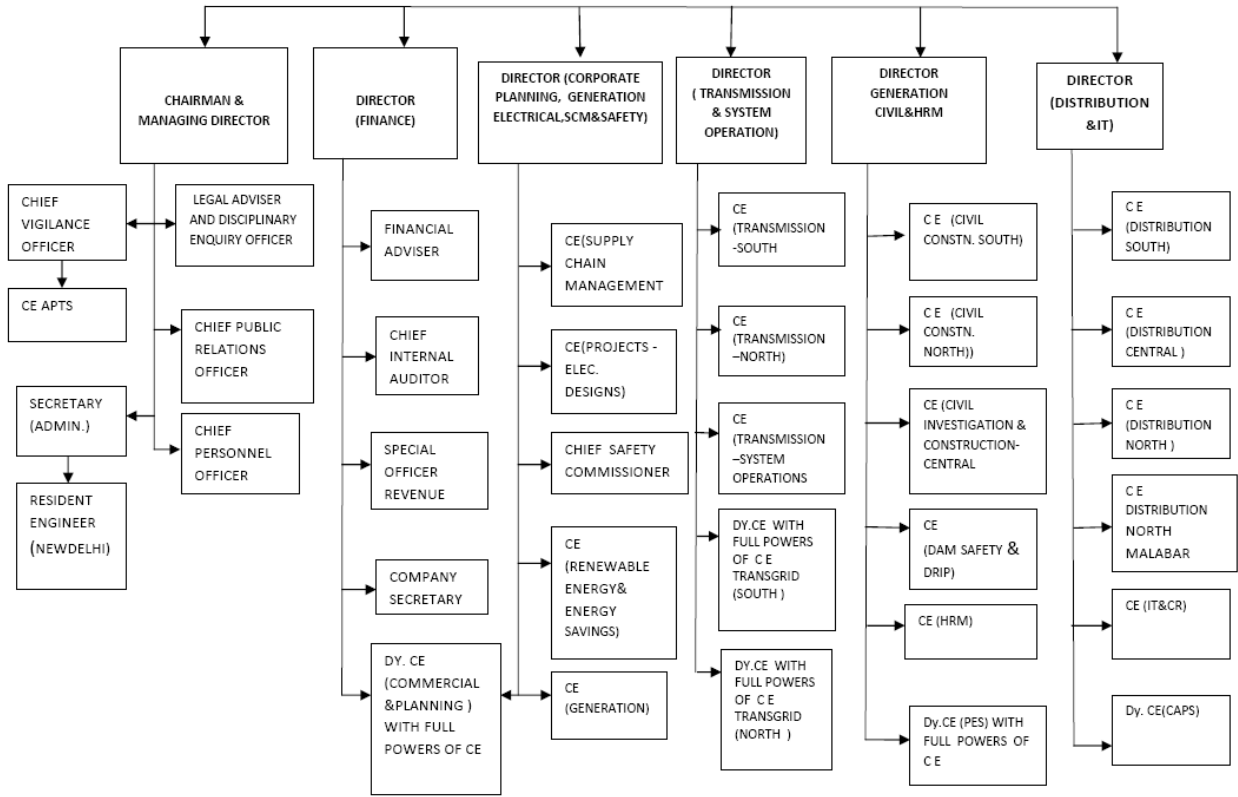 CHAIRMAN &
MANAGING DIRECTOR
DIRECTOR
(FINANCE)
DIRECTOR (CORPORATE
PLANNING, GENERATION
ELECTRICAL,SCM&SAFETY)
DIRECTOR
( TRANSMISSION
& SYSTEM
OPERATION)
DIRECTOR
GENERATION
CIVIL&HRM
DIRECTOR
(DISTRIBUTION
&IT)
CHIEF
VIGILANCE
OFFICER
LEGAL ADVISER
AND DISCIPLINARY
ENQUIRY OFFICER
CE APTS
CHIEF PUBLIC
RELATIONS
OFFICER
SECRETARY
(ADMIN.)
CHIEF
PERSONNEL
OFFICER
RESIDENT
ENGINEER
(NEWDELHI)
FINANCIAL
ADVISER
CHIEF
INTERNAL
AUDITOR
SPECIAL
OFFICER
REVENUE
COMPANY
SECRETARY
DY. CE
(COMMERCIAL
&PLANNING )
WITH FULL
POWERS OF CE
CE(SUPPLY
CHAIN
MANAGEMENT
CE(PROJECTS -
ELEC.
DESIGNS)
CHIEF SAFETY
COMMISSIONER
CE
(RENEWABLE
ENERGY&
ENERGY
SAVINGS)
CE
(GENERATION)
CE
(TRANSMISSION
-SOUTH
CE
(TRANSMISSION
–NORTH)
CE
(TRANSMISSION
–SYSTEM
OPERATIONS
DY.CE WITH
FULL POWERS
OF C E
TRANSGRID
(SOUTH )
DY.CE WITH
FULL POWERS
OF C E
TRANSGRID
(NORTH )
C E (CIVIL
CONSTN. SOUTH)
C E (CIVIL
CONSTN.
NORTH))
CE (CIVIL
INVESTIGATION &
CONSTRUCTION-
CENTRAL
CE
(DAM SAFETY &
DRIP)
CE (HRM)
Dy.CE (PES) WITH
FULL POWERS OF
C E
C E
(DISTRIBUTION
SOUTH)
C E
(DISTRIBUTION
CENTRAL )
C E
(DISTRIBUTION
NORTH )
C E
DISTRIBUTION
NORTH
MALABAR
CE (IT&CR)
Dy. CE(CAPS)